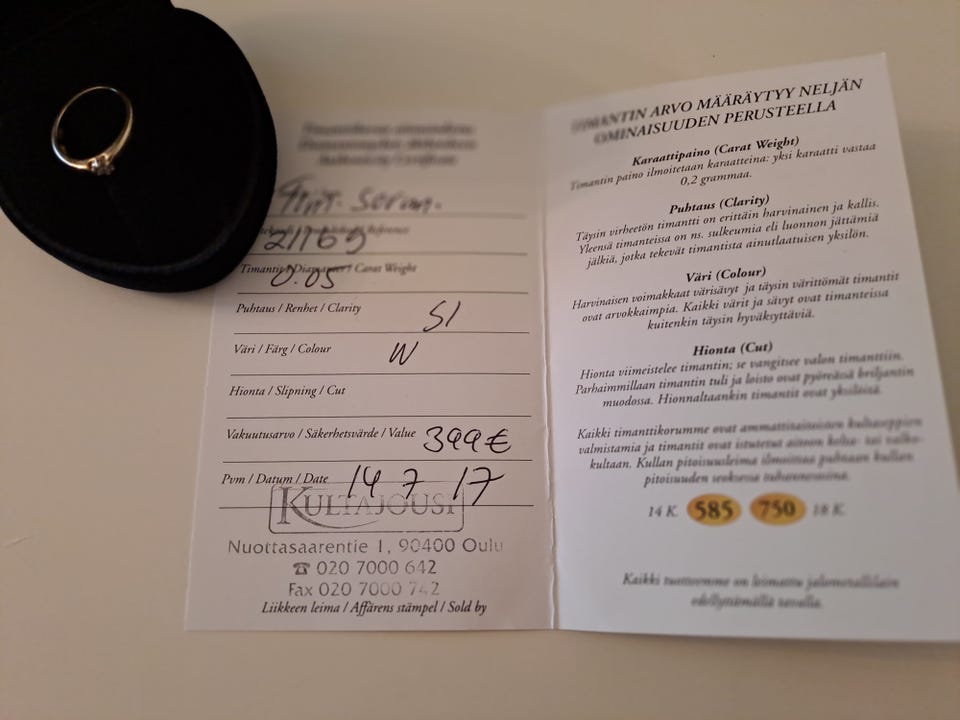 Authenticity Certificate
Reference
121165
Timantit / Diamanter / Carat Weight
0.05
Puhtaus / Renhet / Clarity
SI
Väri / Färg / Colour
W
Hionta / Slipning / Cut
Vakuutusarvo / Säkerhetsvärde / Value
399€
Pvm / Datum / Date
14 7 17
KULTAJOUSI
Nuottasaarentie 1, 90400 Oulu
☎ 020 7000 642
Fax 020 7000 742
Liikkeen leima / Affärens stämpel / Sold by
TIMANTIN ARVO MÄÄRÄYTYY NELJÄN
OMINAISUUDEN PERUSTEELLA
Karaattipaino (Carat Weight)
Timantin paino ilmoitetaan karaatteina: yksi karaatti vastaa
0,2 grammaa.
Puhtaus (Clarity)
Täysin virheetön timantti on erittäin harvinainen ja kallis.
Yleensä timanteissa on ns. sulkeumia eli luonnon jättämiä
jälkiä, jotka tekevät timantista ainutlaatuisen yksilön.
Väri (Colour)
Harvinaisen voimakkaat värisävyt ja täysin värittömät timantit
ovat arvokkaimpia. Kaikki värit ja sävyt ovat timanteissa
kuitenkin täysin hyväksyttäviä.
Hionta (Cut)
Hionta viimeistelee timantin; se vangitsee valon timanttiin.
Parhaimmillaan timantin tuli ja loisto ovat pyöreässä briljantin
muodossa. Hionnaltaankin timantit ovat yksilöitä.
Kaikki timanttikorumme ovat ammattitaitoisten kultaseppien
valmistamia ja timantit ovat istutettu aitoon kelta- tai valko-
kultaan. Kullan pitoisuusleima ilmoittaa puhtaan kullan
pitoisuuden seoksessa tuhannesosina.
14 K. 585 750 18 K.
Kaikki tuotteemme on leimattu jalometallilain
edellyttämällä tavalla.